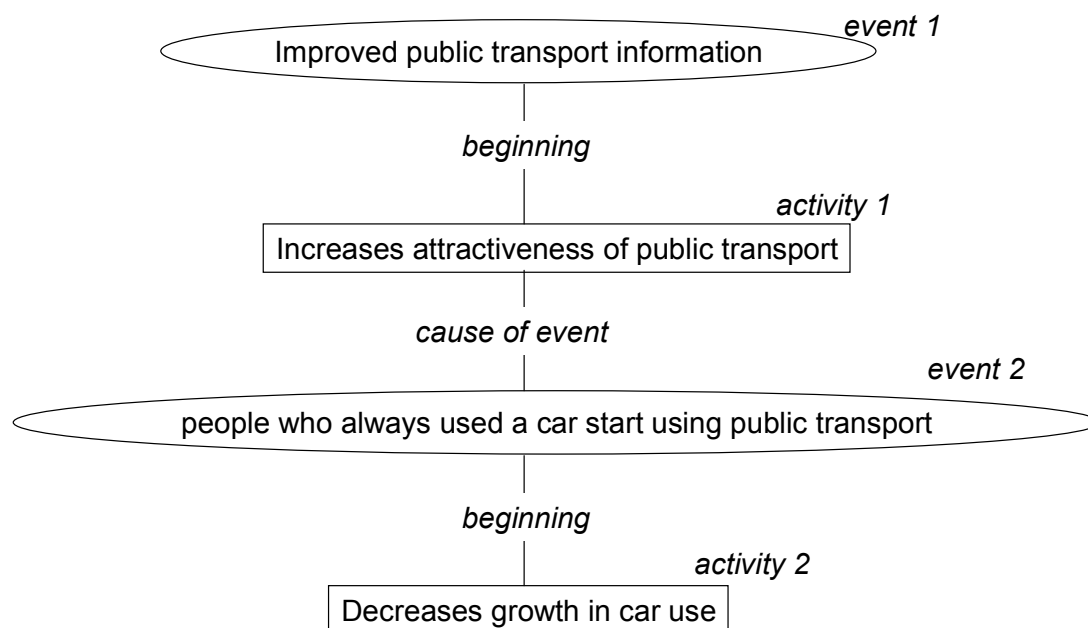 event 1
Improved public transport information
beginning
activity 1
Increases attractiveness of public transport
cause of event
event 2
people who always used a car start using public transport
beginning
activity 2
Decreases growth in car use